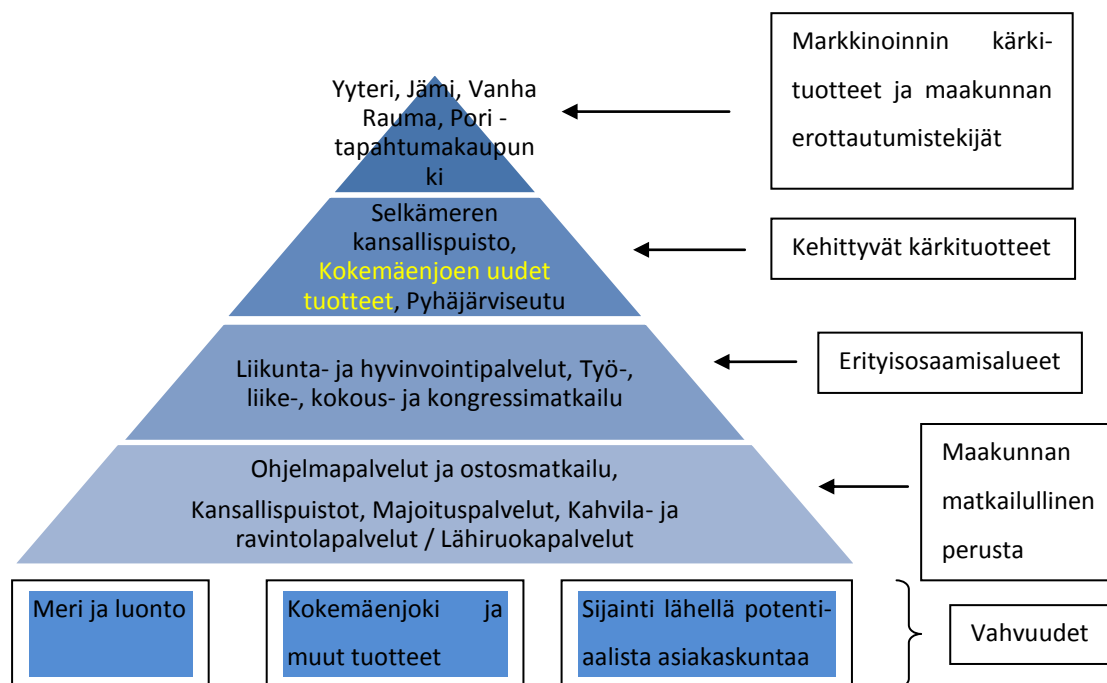 Yyteri, Jämi, Vanha
Rauma, Pori -
tapahtumakaupun
ki
Markkinoinnin kärki-
tuotteet ja maakunnan
erottautumistekijät
Selkämeren
kansallispuisto,
Kokemäenjoen uudet
tuotteet, Pyhäjärviseutu
Kehittyvät kärkituotteet
Liikunta- ja hyvinvointipalvelut, Työ-,
liike-, kokous- ja kongressimatkailu
Erityisosaamisalueet
Ohjelmapalvelut ja ostosmatkailu,
Kansallispuistot, Majoituspalvelut, Kahvila- ja
ravintolapalvelut / Lähiruokapalvelut
Maakunnan
matkailullinen
perusta
Meri ja luonto
Kokemäenjoki ja
muut tuotteet
Sijainti lähellä potenti-
aalista asiakaskuntaa
Vahvuudet